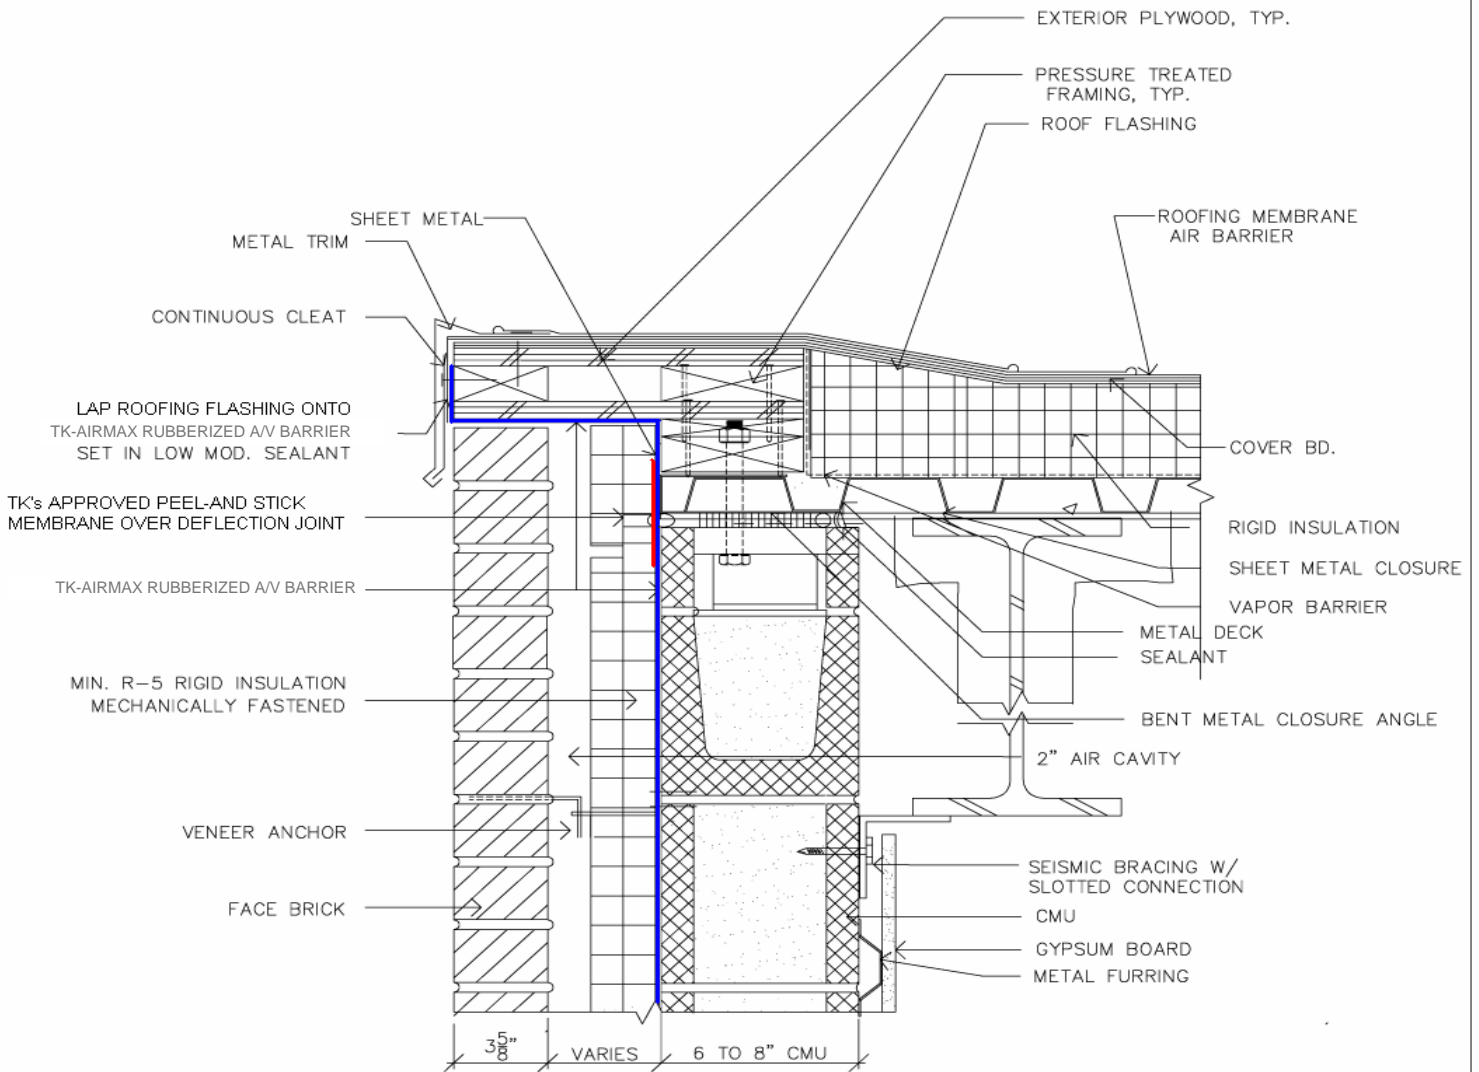 EXTERIOR PLYWOOD, TYP.
PRESSURE TREATED
FRAMING, TYP.
ROOF FLASHING
SHEET METAL
METAL TRIM
ROOFING MEMBRANE
AIR BARRIER
CONTINUOUS CLEAT
LAP ROOFING FLASHING ONTO
TK-AIRMAX RUBBERIZED A/V BARRIER
SET IN LOW MOD. SEALANT
COVER BD.
TK's APPROVED PEEL-AND STICK
MEMBRANE OVER DEFLECTION JOINT
RIGID INSULATION
SHEET METAL CLOSURE
TK-AIRMAX RUBBERIZED A/V BARRIER
VAPOR BARRIER
METAL DECK
SEALANT
MIN. R-5 RIGID INSULATION
MECHANICALLY FASTENED
BENT METAL CLOSURE ANGLE
2" AIR CAVITY
VENEER ANCHOR
SEISMIC BRACING W/
SLOTTED CONNECTION
FACE BRICK
CMU
GYPSUM BOARD
METAL FURRING
3 5/8" VARIES 6 TO 8" CMU